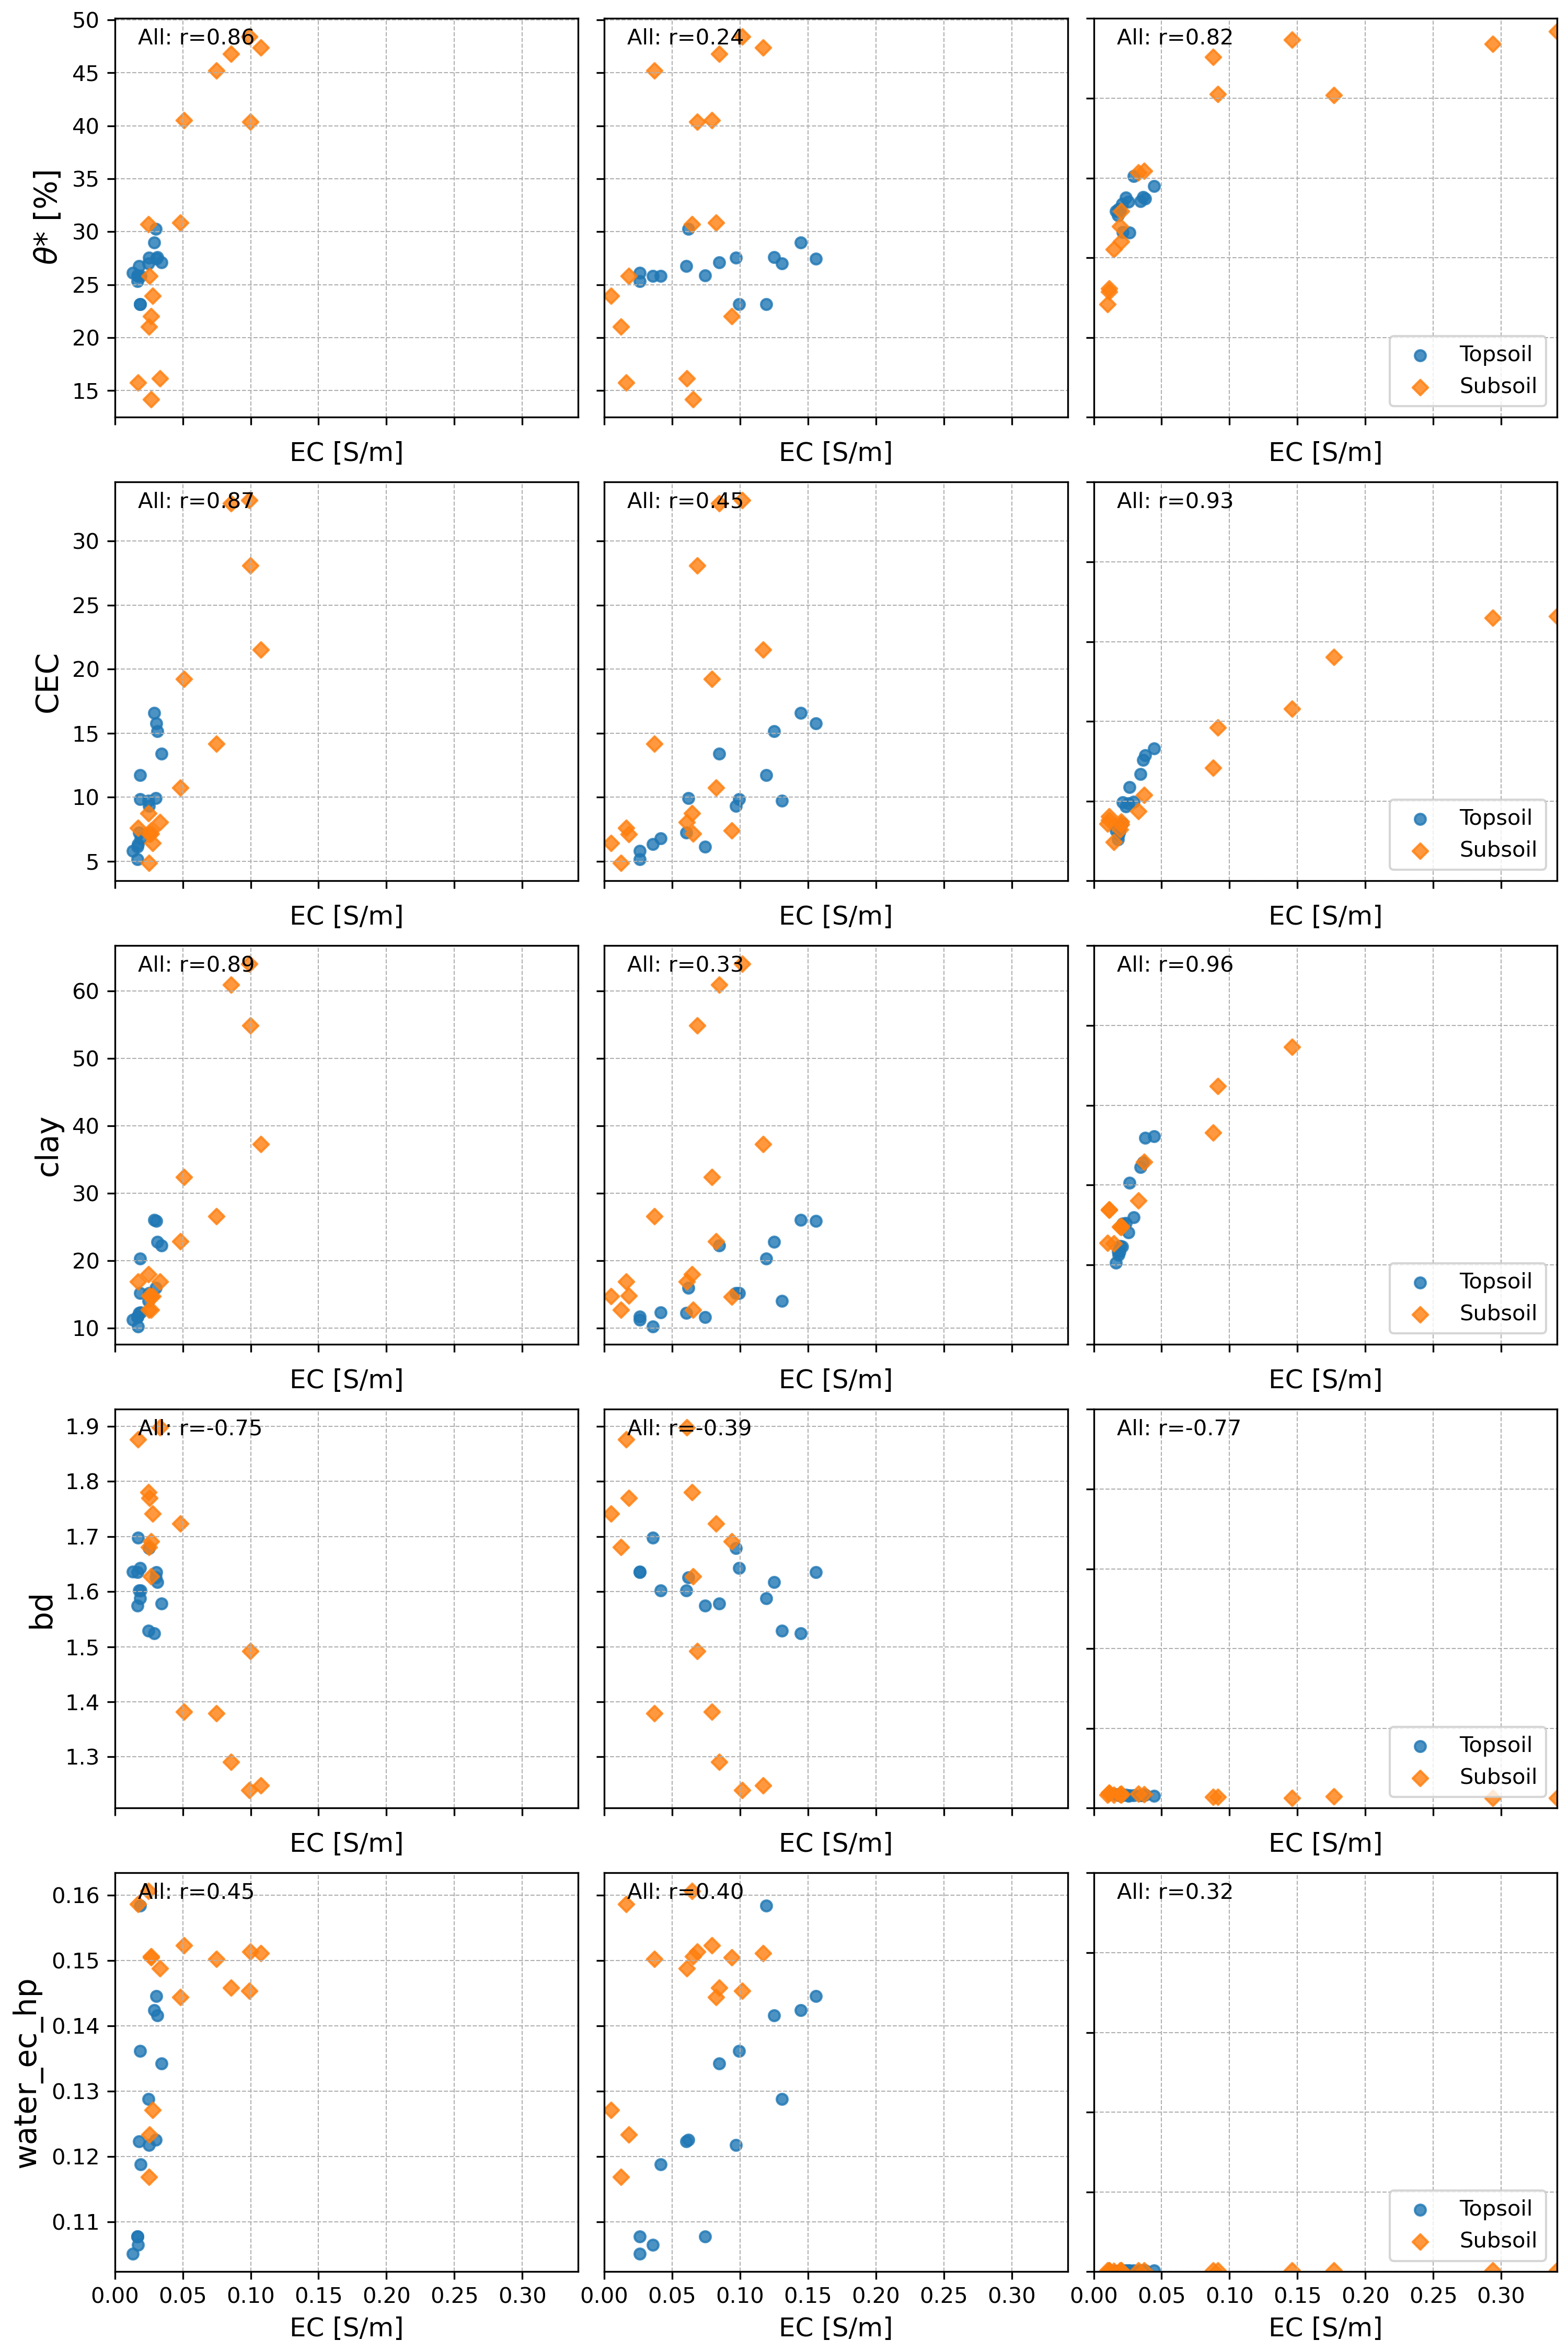 50
45
40
35
30
25
20
15
θ* [%]
All: r=0.86
All: r=0.24
All: r=0.82
Topsoil
Subsoil
EC [S/m]
EC [S/m]
EC [S/m]
30
25
20
15
10
5
CEC
All: r=0.87
All: r=0.45
All: r=0.93
Topsoil
Subsoil
EC [S/m]
EC [S/m]
EC [S/m]
60
50
40
30
20
10
clay
All: r=0.89
All: r=0.33
All: r=0.96
Topsoil
Subsoil
EC [S/m]
EC [S/m]
EC [S/m]
1.9
1.8
1.7
1.6
1.5
1.4
1.3
bd
All: r=-0.75
All: r=-0.39
All: r=-0.77
Topsoil
Subsoil
EC [S/m]
EC [S/m]
EC [S/m]
0.16
0.15
0.14
0.13
0.12
0.11
water_ec_hp
All: r=0.45
All: r=0.40
All: r=0.32
Topsoil
Subsoil
0.00 0.05 0.10 0.15 0.20 0.25 0.30
0.00 0.05 0.10 0.15 0.20 0.25 0.30
0.00 0.05 0.10 0.15 0.20 0.25 0.30
EC [S/m]
EC [S/m]
EC [S/m]